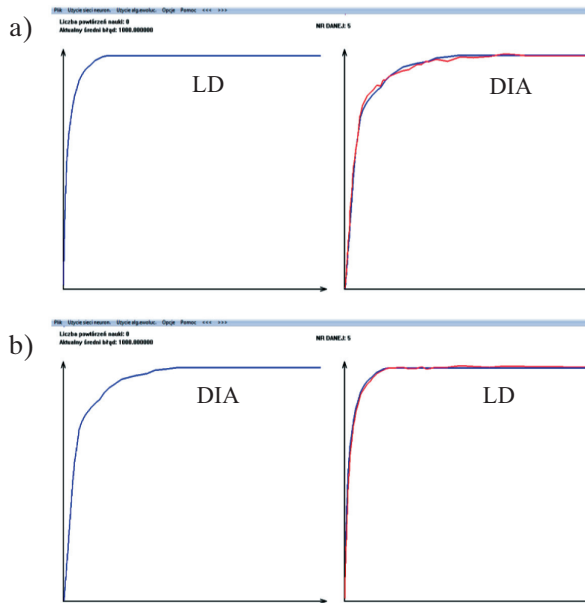 Plik Użycie sieci neuron. Użycie alg.ewoluc. Opcje Pomoc <<< >>>
a)
Liczba powtórzeń nauki: 0
Aktualny średni błąd: 1000.000000
NR DANEJ: 5
LD
DIA
Plik Użycie sieci neuron. Użycie alg.ewoluc. Opcje Pomoc <<< >>>
Liczba powtórzeń nauki: 0
Aktualny średni błąd: 1000.000000
NR DANEJ: 5
b)
DIA
LD